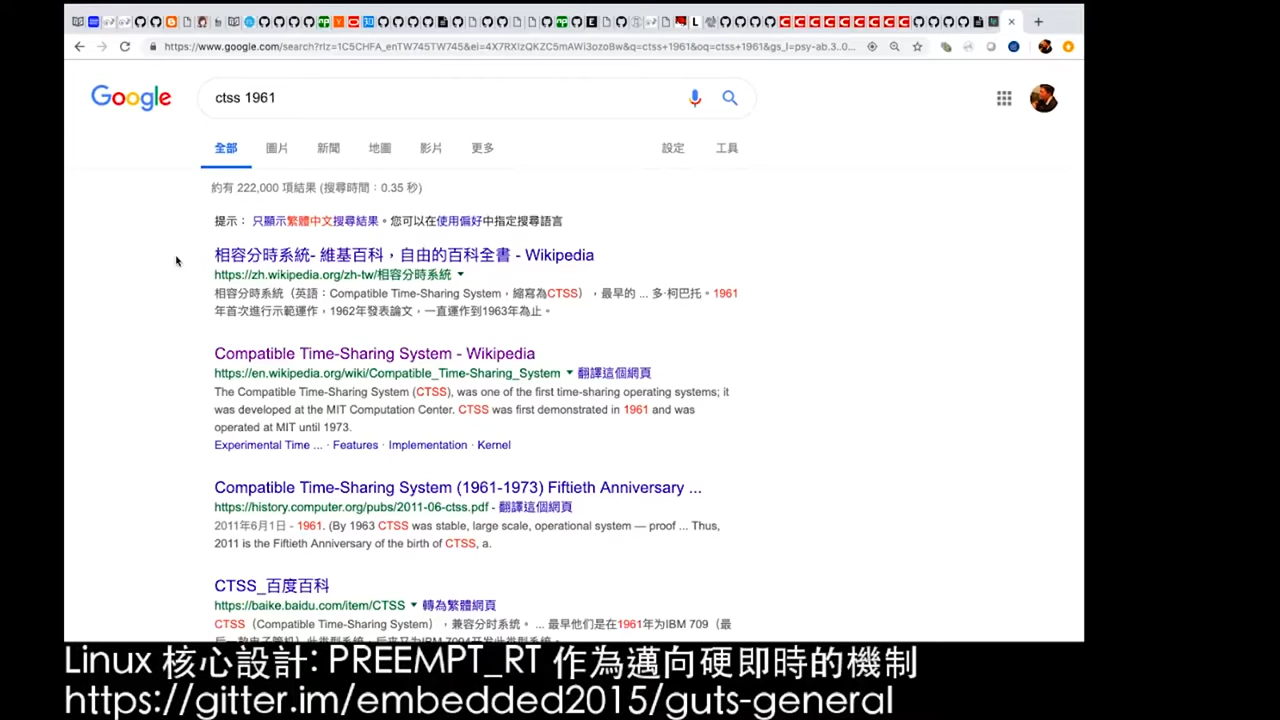 https://www.google.com/search?rlz=1C5CHFA_enTW745TW745&ei=4X7RXIzQKZC5mAWi3ozoBw&q=ctss+1961&oq=ctss+1961&gs_l=psy-ab.3..0...
Google
ctss 1961
全部 圖片 新聞 地圖 影片 更多 設定 工具
約有 222,000 項結果 (搜尋時間：0.35 秒)
提示： 只顯示繁體中文搜尋結果。您可以在使用偏好中指定搜尋語言
相容分時系統- 維基百科，自由的百科全書 - Wikipedia
https://zh.wikipedia.org/zh-tw/相容分時系統
相容分時系統（英語：Compatible Time-Sharing System，縮寫為CTSS），最早的 ... 多·柯巴托。1961
年首次進行示範運作，1962年發表論文，一直運作到1963年為止。
Compatible Time-Sharing System - Wikipedia
https://en.wikipedia.org/wiki/Compatible_Time-Sharing_System 翻譯這個網頁
The Compatible Time-Sharing System (CTSS), was one of the first time-sharing operating systems; it
was developed at the MIT Computation Center. CTSS was first demonstrated in 1961 and was
operated at MIT until 1973.
Experimental Time ... · Features · Implementation · Kernel
Compatible Time-Sharing System (1961-1973) Fiftieth Anniversary ...
https://history.computer.org/pubs/2011-06-ctss.pdf - 翻譯這個網頁
2011年6月1日 - 1961. (By 1963 CTSS was stable, large scale, operational system — proof ... Thus,
2011 is the Fiftieth Anniversary of the birth of CTSS, a.
CTSS_百度百科
https://baike.baidu.com/item/CTSS 轉為繁體網頁
CTSS（Compatible Time-Sharing System），兼容分时系统。 ... 最早他们是在1961年为IBM 709（最
Linux 核心設計: PREEMPT_RT 作為邁向硬即時的機制
https://gitter.im/embedded2015/guts-general